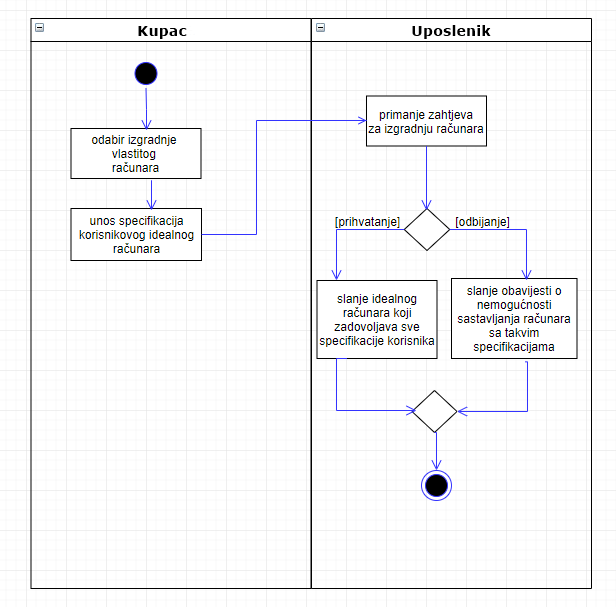 Kupac
Uposlenik
odabir izgradnje
vlastitog
računara
unos specifikacija
korisnikovog idealnog
računara
primanje zahtjeva
za izgradnju računara
[prihvatanje]
[odbijanje]
slanje idealnog
računara koji
zadovoljava sve
specifikacije korisnika
slanje obavijesti o
nemogućnosti
sastavljanja računara
sa takvim
specifikacijama